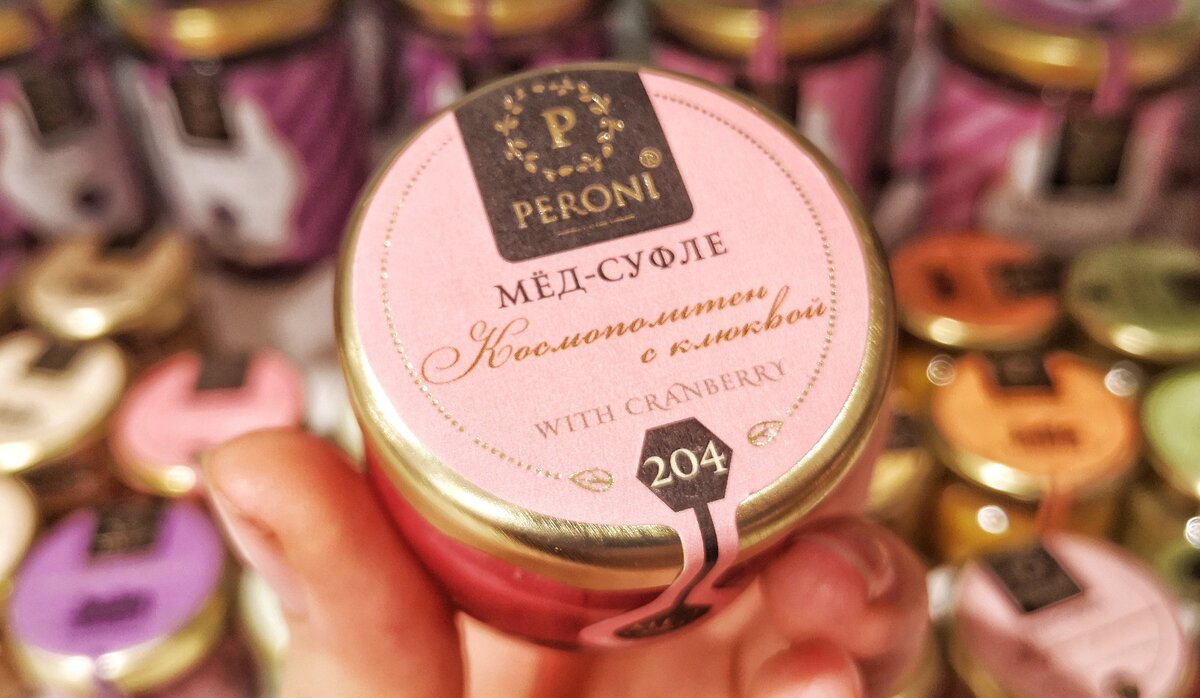 P
PERONI®
МЁД-СУФЛЕ
Космополитен
с клюквой
WITH CRANBERRY
204